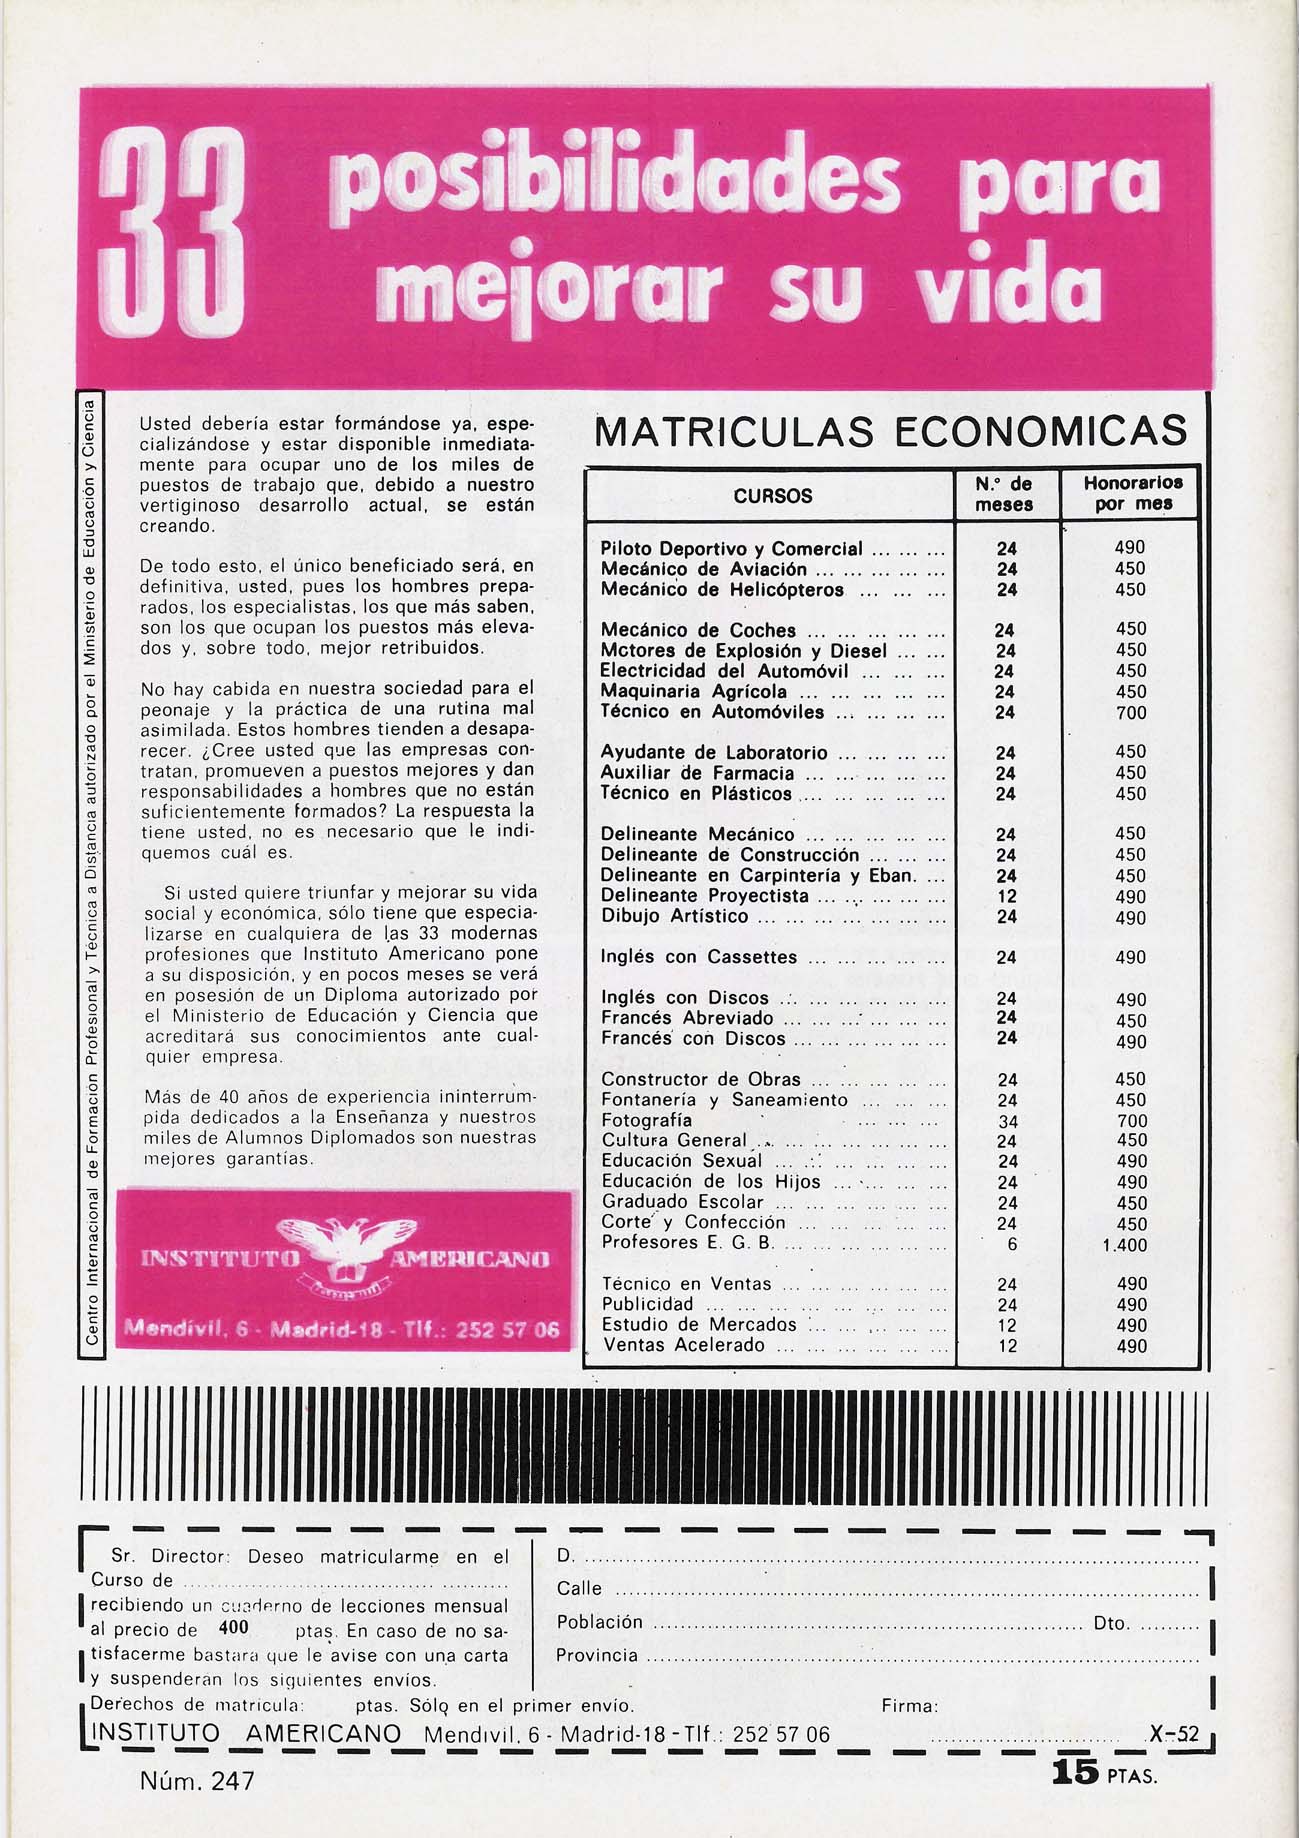 33 posibilidades para
mejorar su vida
Centro Internacional de Formación Profesional y Técnica a Distancia autorizado por el Ministerio de Educación y Ciencia
Usted debería estar formándose ya, espe-
cializándose y estar disponible inmediata-
mente para ocupar uno de los miles de
puestos de trabajo que, debido a nuestro
vertiginoso desarrollo actual, se están
creando.
De todo esto, el único beneficiado será, en
definitiva, usted, pues los hombres prepa-
rados, los especialistas, los que más saben,
son los que ocupan los puestos más eleva-
dos y, sobre todo, mejor retribuidos.
No hay cabida en nuestra sociedad para el
peonaje y la práctica de una rutina mal
asimilada. Estos hombres tienden a desapa-
recer. ¿Cree usted que las empresas con-
tratan, promueven a puestos mejores y dan
responsabilidades a hombres que no están
suficientemente formados? La respuesta la
tiene usted, no es necesario que le indi-
quemos cuál es.
Si usted quiere triunfar y mejorar su vida
social y económica, sólo tiene que especia-
lizarse en cualquiera de las 33 modernas
profesiones que Instituto Americano pone
a su disposición, y en pocos meses se verá
en posesión de un Diploma autorizado por
el Ministerio de Educación y Ciencia que
acreditará sus conocimientos ante cual-
quier empresa.
Más de 40 años de experiencia ininterrum-
pida dedicados a la Enseñanza y nuestros
miles de Alumnos Diplomados son nuestras
mejores garantías.
INSTITUTO AMERICANO
Mendívil, 6 - Madrid-18 - Tlf.: 252 57 06
MATRICULAS ECONOMICAS
CURSOS N.º de meses Honorarios por mes
Piloto Deportivo y Comercial ... ... ... 24 490
Mecánico de Aviación ... ... ... ... ... 24 450
Mecánico de Helicópteros ... ... ... 24 450
Mecánico de Coches ... ... ... ... ... 24 450
Mctores de Explosión y Diesel ... ... 24 450
Electricidad del Automóvil ... ... ... 24 450
Maquinaria Agrícola ... ... ... ... ... 24 450
Técnico en Automóviles ... ... ... ... 24 700
Ayudante de Laboratorio ... ... ... 24 450
Auxiliar de Farmacia ... ... ... ... ... 24 450
Técnico en Plásticos ... ... ... ... ... 24 450
Delineante Mecánico ... ... ... ... ... 24 450
Delineante de Construcción ... ... ... 24 450
Delineante en Carpintería y Eban. ... 24 450
Delineante Proyectista ... ... ... ... ... 12 490
Dibujo Artístico ... ... ... ... ... ... ... 24 490
Inglés con Cassettes ... ... ... ... ... 24 490
Inglés con Discos ... ... ... ... ... ... 24 490
Francés Abreviado ... ... ... ... ... ... 24 450
Francés con Discos ... ... ... ... ... ... 24 490
Constructor de Obras ... ... ... ... ... 24 450
Fontanería y Saneamiento ... ... ... 24 450
Fotografía ... ... ... 34 700
Cultura General ... ... ... ... ... ... 24 450
Educación Sexual ... ... ... ... ... ... 24 490
Educación de los Hijos ... ... ... ... 24 490
Graduado Escolar ... ... ... ... ... ... 24 450
Corte y Confección ... ... ... ... ... 24 450
Profesores E. G. B. ... ... ... ... ... ... 6 1.400
Técnico en Ventas ... ... ... ... ... ... 24 490
Publicidad ... ... ... ... ... ... ... ... 24 490
Estudio de Mercados ... ... ... ... ... 12 490
Ventas Acelerado ... ... ... ... ... ... 12 490
Sr. Director: Deseo matricularme en el
Curso de
recibiendo un cuaderno de lecciones mensual
al precio de 400 ptas. En caso de no sa-
tisfacerme bastara que le avise con una carta
y suspenderán los siguientes envíos.
Derechos de matrícula: ptas. Sólo en el primer envío.
D.
Calle
Población Dto.
Provincia
Firma:
INSTITUTO AMERICANO Mendivil, 6 - Madrid-18 - Tlf.: 252 57 06 X-52
Núm. 247
15 PTAS.